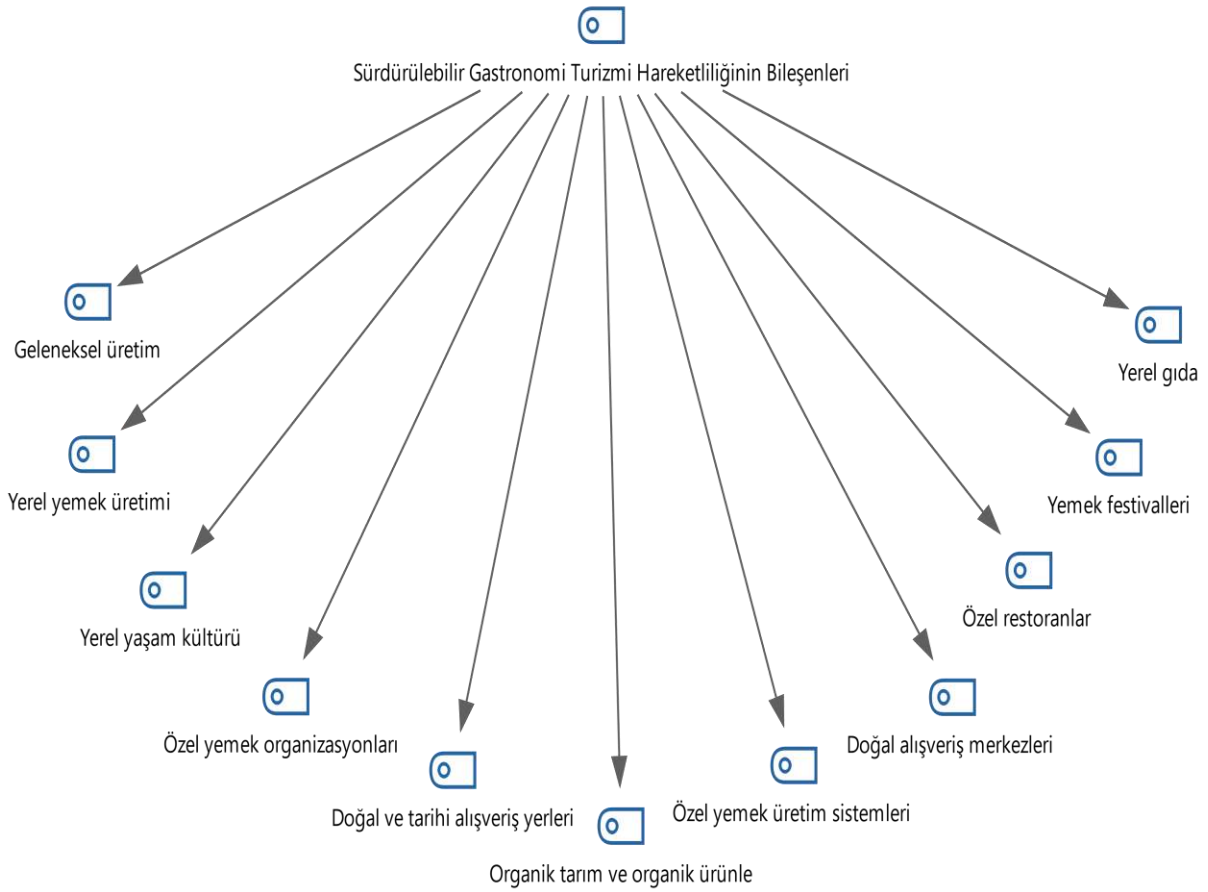 Sürdürülebilir Gastronomi Turizmi Hareketliliğinin Bileşenleri
Geleneksel üretim
Yerel yemek üretimi
Yerel yaşam kültürü
Özel yemek organizasyonları
Doğal ve tarihi alışveriş yerleri
Organik tarım ve organik ürünle
Özel yemek üretim sistemleri
Doğal alışveriş merkezleri
Özel restoranlar
Yemek festivalleri
Yerel gıda